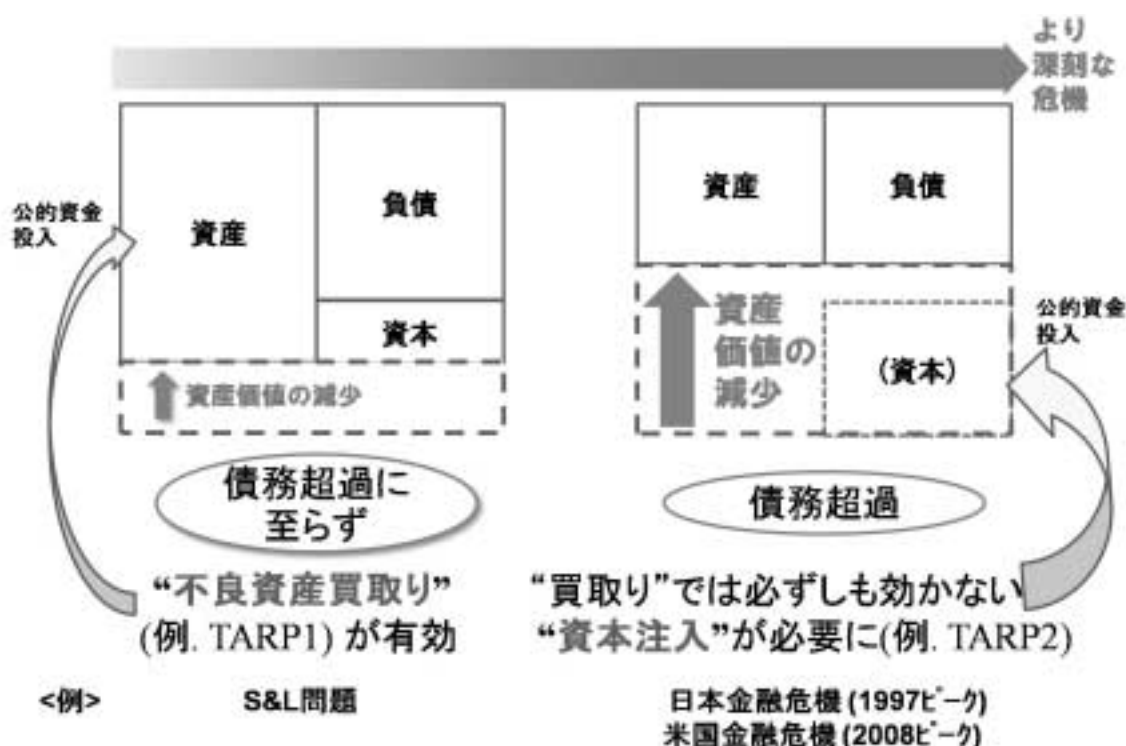 より
深刻な
危機
公的資金
投入
資産
負債
資本
資産価値の減少
債務超過に
至らず
“不良資産買取り”
(例. TARP1) が有効
資産
負債
資産
価値の
減少
(資本)
公的資金
投入
債務超過
“買取り”では必ずしも効かない
“資本注入”が必要に(例. TARP2)
<例>
S&L問題
日本金融危機 (1997ﾋﾟｰｸ)
米国金融危機 (2008ﾋﾟｰｸ)